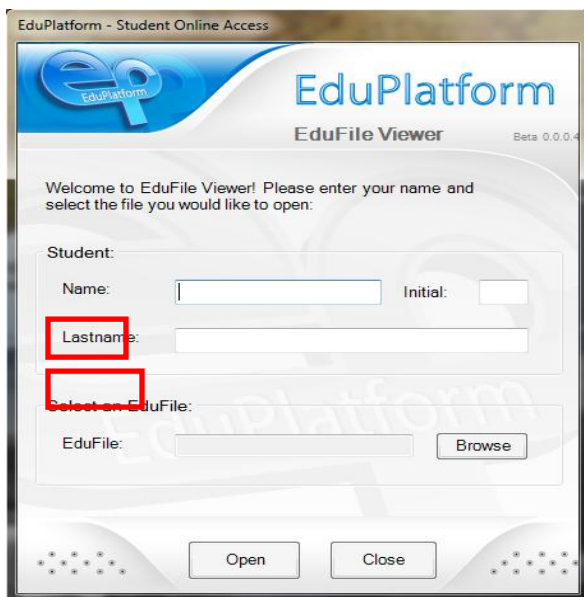 EduPlatform - Student Online Access
ep
EduPlatform
EduPlatform
EduFile Viewer Beta 0.0.0.4
Welcome to EduFile Viewer! Please enter your name and
select the file you would like to open:
Student:
Name: Initial:
Lastname:
Select an EduFile:
EduPlatform
EduFile: Browse
Open Close